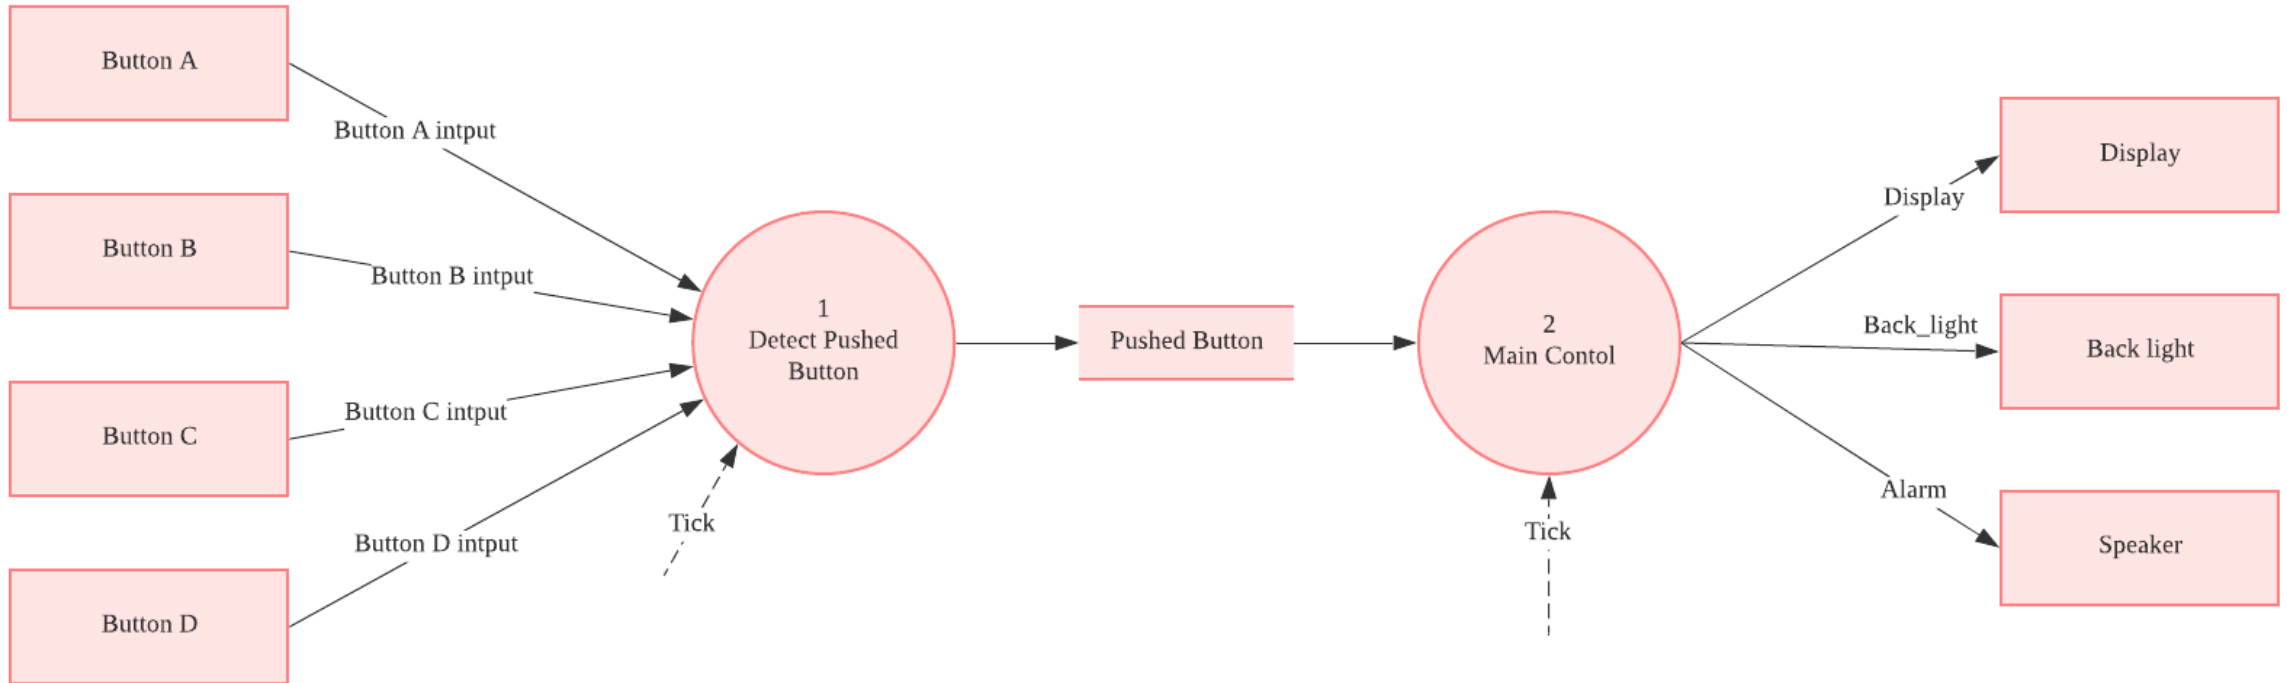 Button A
Button A intput
Button B
Button B intput
Button C
Button C intput
Button D
Button D intput
Tick
1
Detect Pushed
Button
Pushed Button
2
Main Contol
Tick
Display
Display
Back_light
Back light
Alarm
Speaker